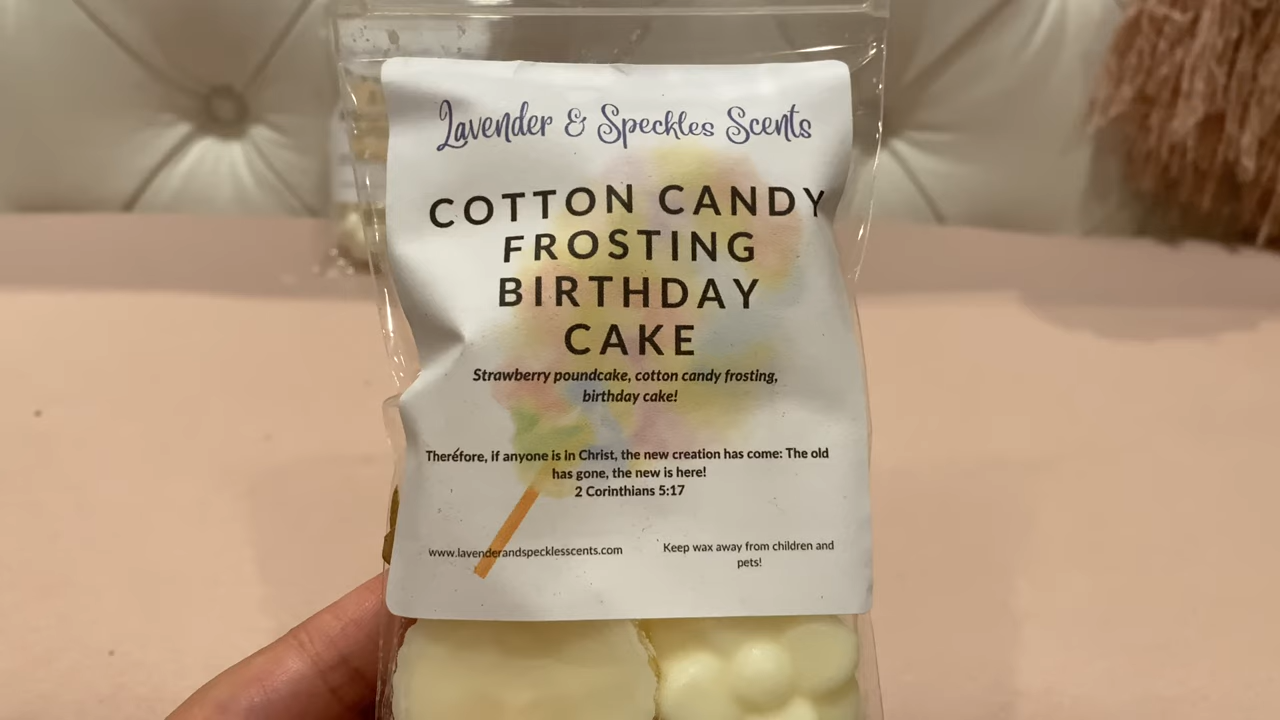 Lavender & Speckles Scents
COTTON CANDY
FROSTING
BIRTHDAY
CAKE
Strawberry poundcake, cotton candy frosting,
birthday cake!
Therefore, if anyone is in Christ, the new creation has come: The old
has gone, the new is here!
2 Corinthians 5:17
www.lavenderandspecklesscents.com
Keep wax away from children and
pets!